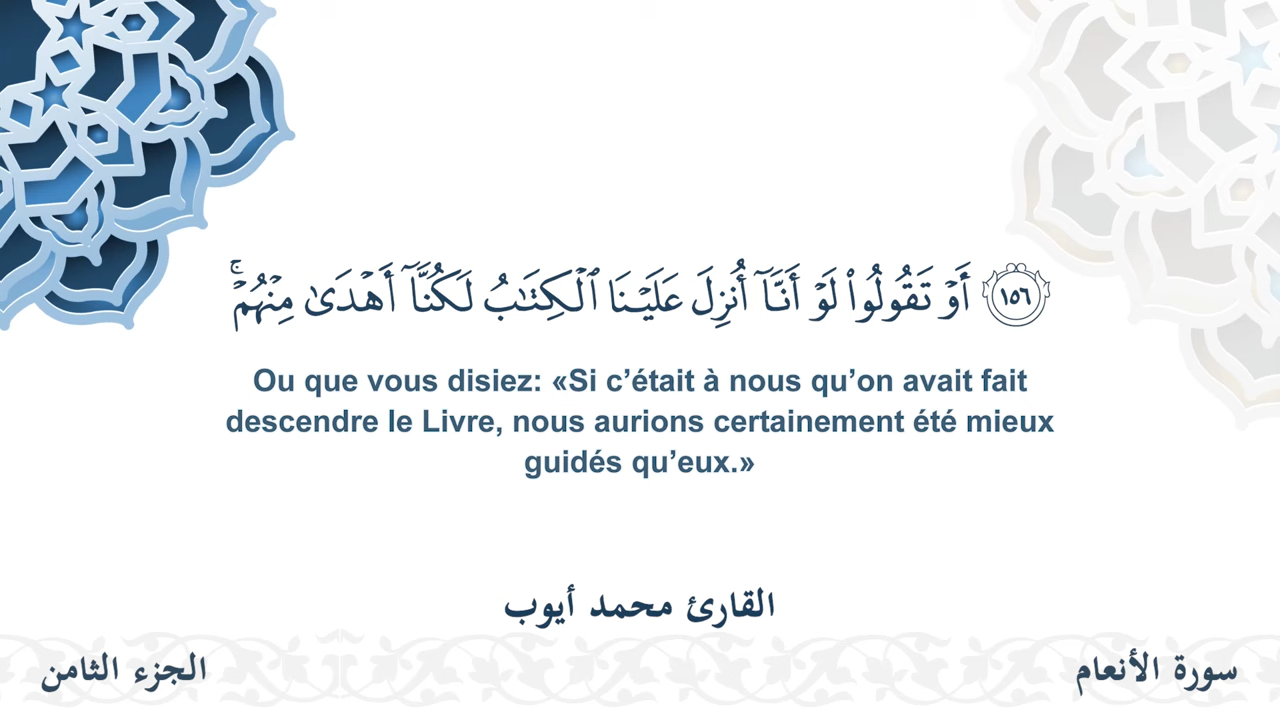 ١٥٦ أَوْ تَقُولُوا۟ لَوْ أَنَّآ أُنزِلَ عَلَيْنَا ٱلْكِتَـٰبُ لَكُنَّآ أَهْدَىٰ مِنْهُمْ ۚ
Ou que vous disiez: «Si c’était à nous qu’on avait fait
descendre le Livre, nous aurions certainement été mieux
guidés qu’eux.»
القارئ محمد أيوب
سورة الأنعام
الجزء الثامن